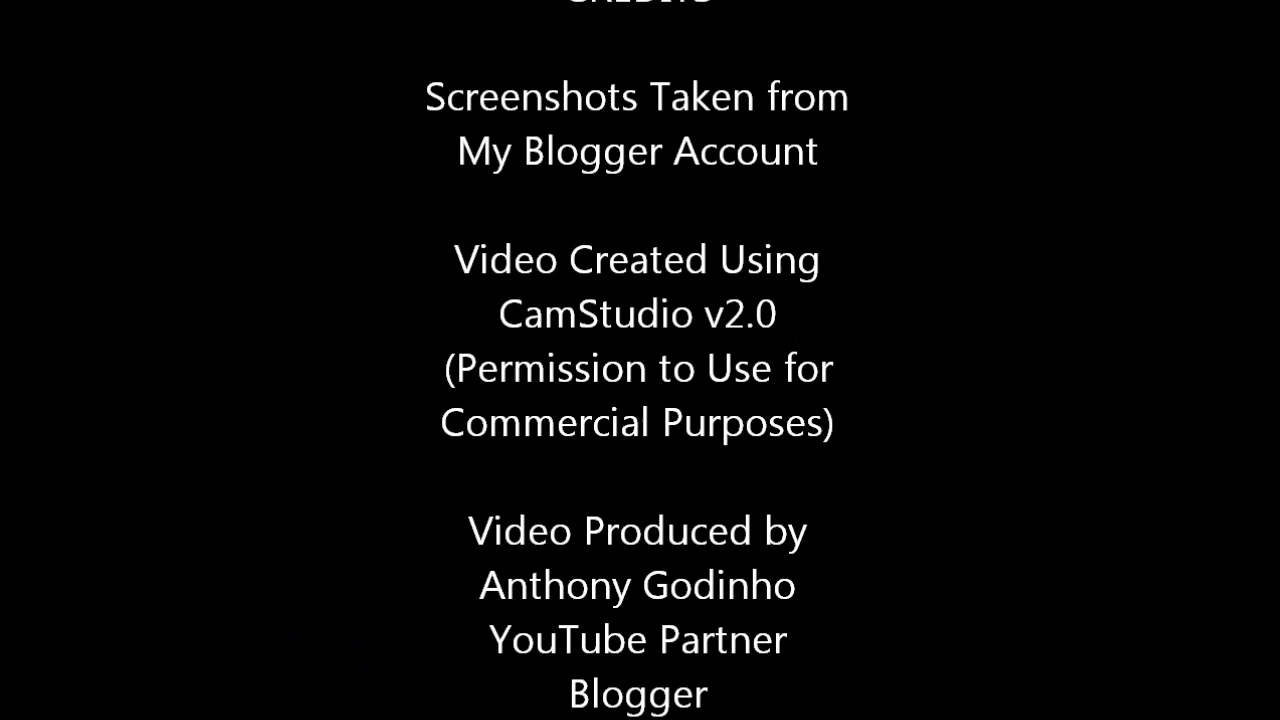 CREDITS
Screenshots Taken from
My Blogger Account
Video Created Using
CamStudio v2.0
(Permission to Use for
Commercial Purposes)
Video Produced by
Anthony Godinho
YouTube Partner
Blogger